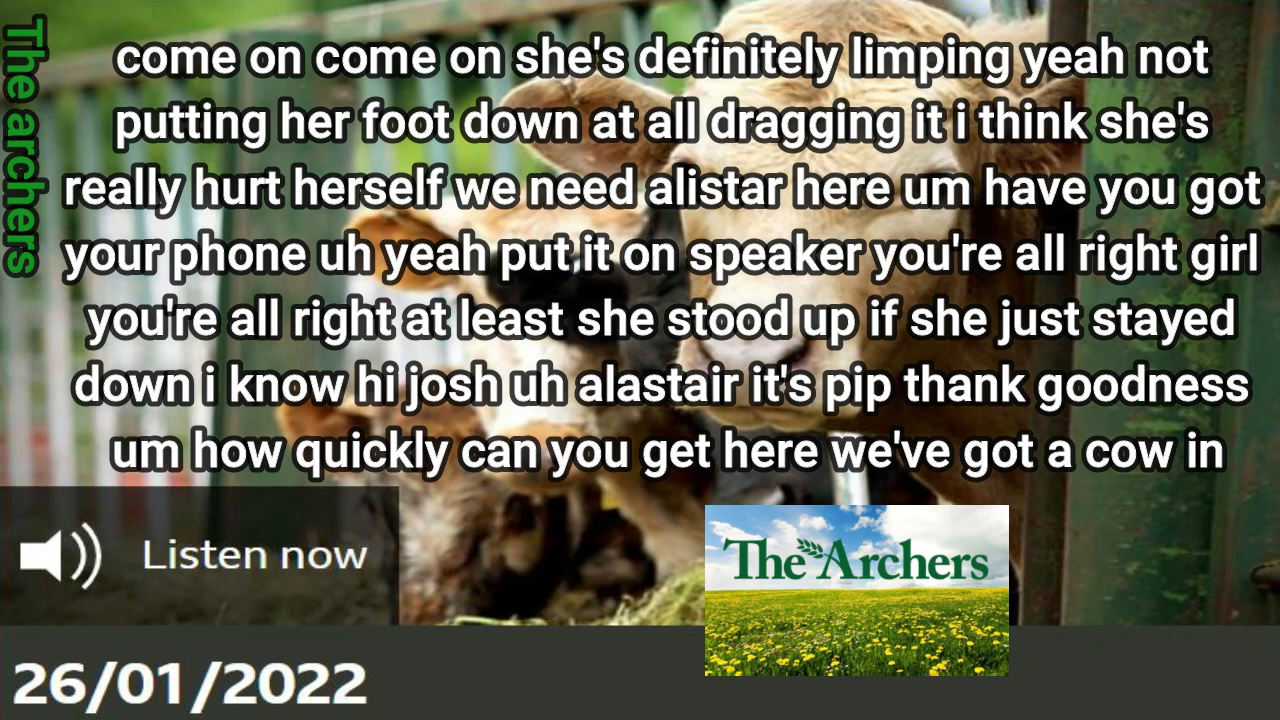 The archers
come on come on she's definitely limping yeah not
putting her foot down at all dragging it i think she's
really hurt herself we need alistar here um have you got
your phone uh yeah put it on speaker you're all right girl
you're all right at least she stood up if she just stayed
down i know hi josh uh alastair it's pip thank goodness
um how quickly can you get here we've got a cow in
Listen now
The Archers
26/01/2022